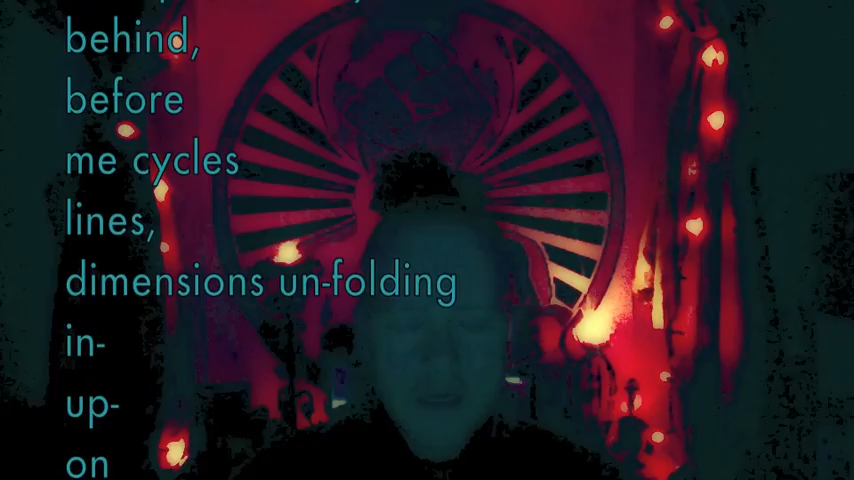 behind,
before
me cycles
lines,
dimensions un-folding
in-
up-
on